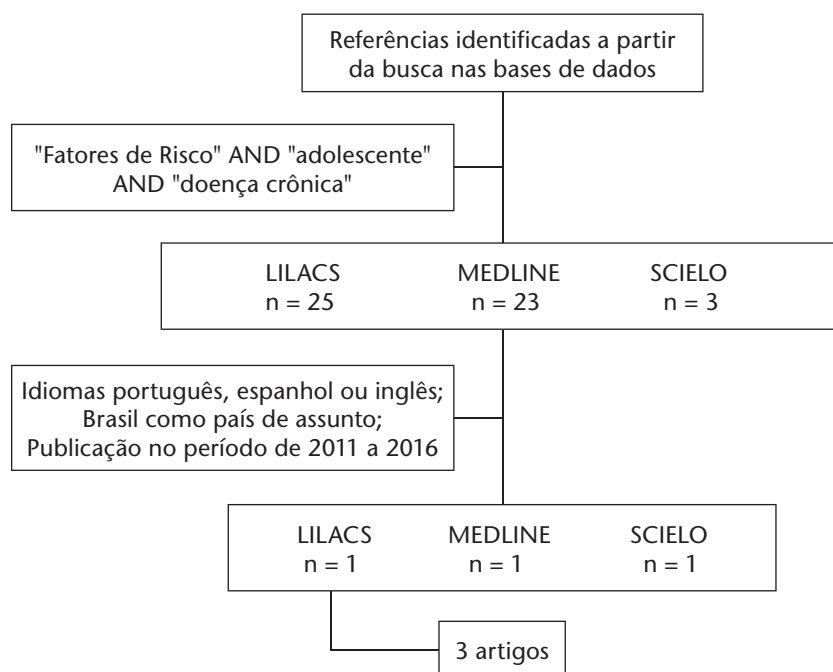 Referências identificadas a partir
da busca nas bases de dados
"Fatores de Risco" AND "adolescente"
AND "doença crônica"
LILACS MEDLINE SCIELO
n = 25 n = 23 n = 3
Idiomas português, espanhol ou inglês;
Brasil como país de assunto;
Publicação no período de 2011 a 2016
LILACS MEDLINE SCIELO
n = 1 n = 1 n = 1
3 artigos